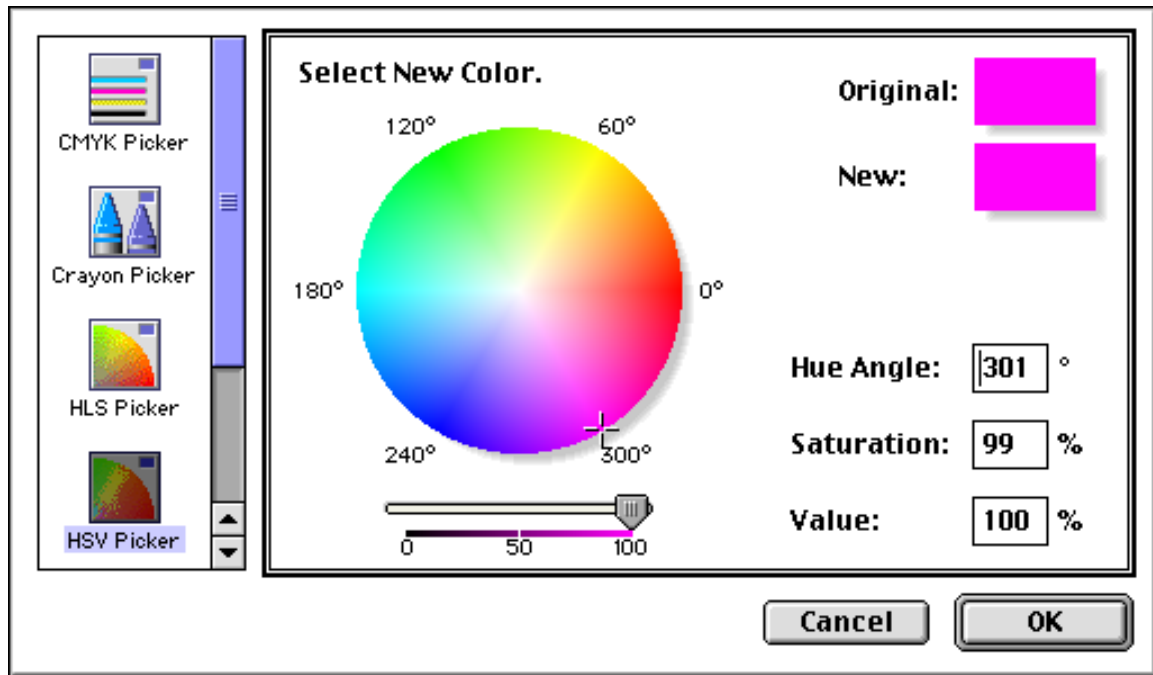 CMYK Picker
Crayon Picker
HLS Picker
HSV Picker
Select New Color.
120°
60°
180°
0°
240°
300°
0
50
100
Original:
New:
Hue Angle: 301 °
Saturation: 99 %
Value: 100 %
Cancel
OK